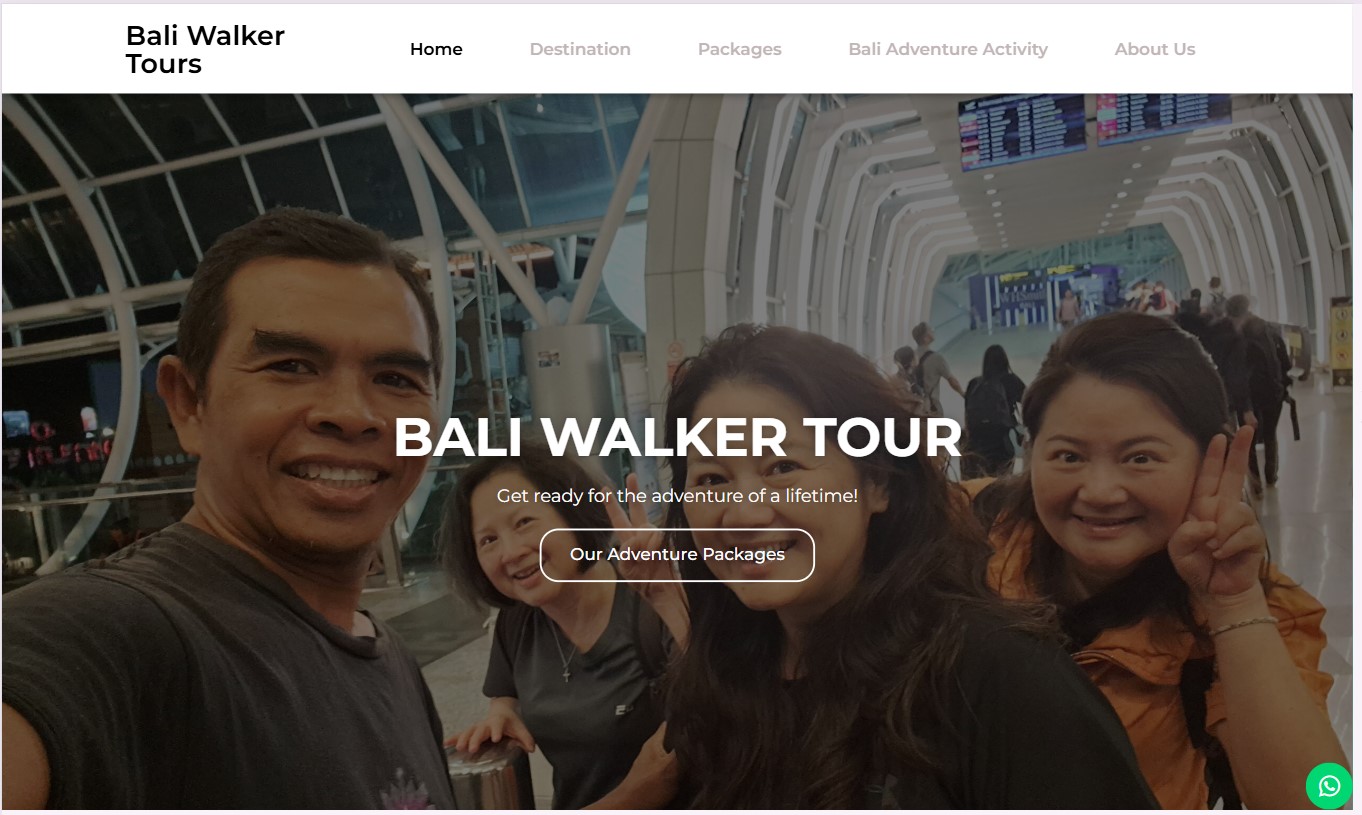 Bali Walker
Tours
Home
Destination
Packages
Bali Adventure Activity
About Us
WHSmith
BALI WALKER TOUR
Get ready for the adventure of a lifetime!
Our Adventure Packages